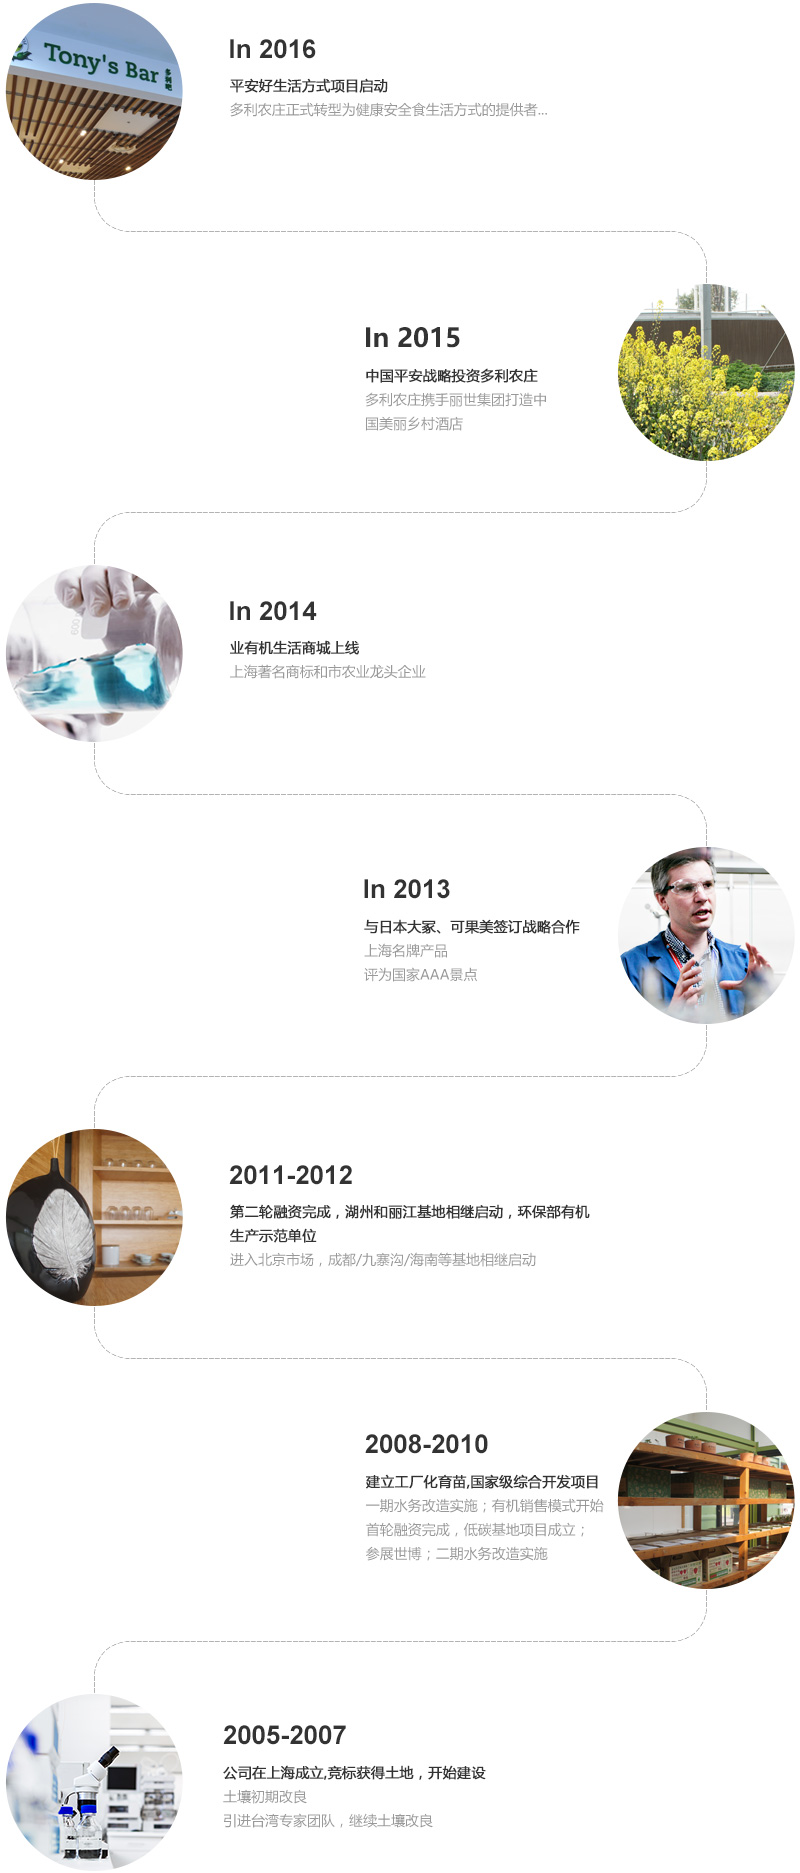 Tony's Bar
多利吧
In 2016
平安好生活方式项目启动
多利农庄正式转型为健康安全食生活方式的提供者...
In 2015
中国平安战略投资多利农庄
多利农庄携手丽世集团打造中
国美丽乡村酒店
In 2014
业有机生活商城上线
上海著名商标和市农业龙头企业
600
In 2013
与日本大冢、可果美签订战略合作
上海名牌产品
评为国家AAA景点
2011-2012
第二轮融资完成，湖州和丽江基地相继启动，环保部有机
生产示范单位
进入北京市场，成都/九寨沟/海南等基地相继启动
2008-2010
建立工厂化育苗,国家级综合开发项目
一期水务改造实施；有机销售模式开始
首轮融资完成，低碳基地项目成立；
参展世博；二期水务改造实施
2005-2007
公司在上海成立,竞标获得土地，开始建设
土壤初期改良
引进台湾专家团队，继续土壤改良